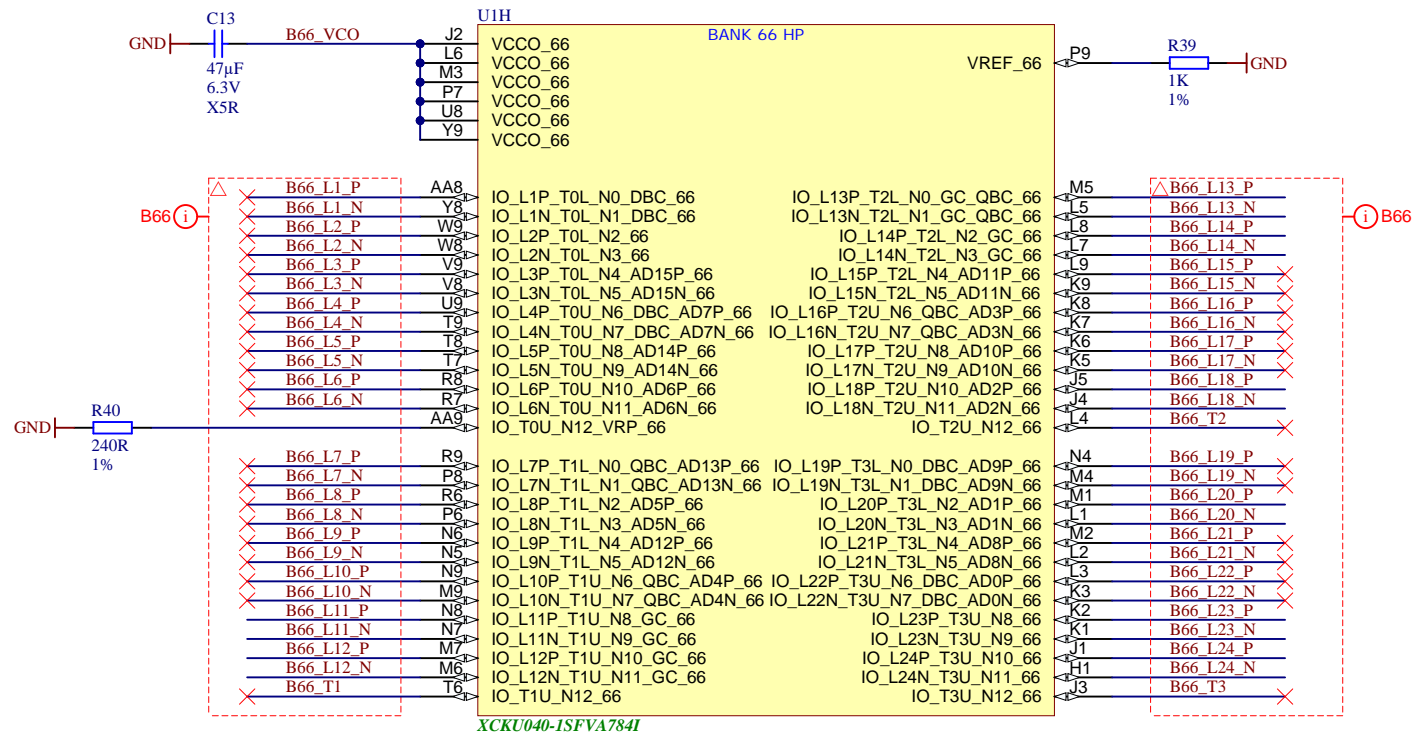 U1H
BANK 66 HP
C13
GND
47µF
6.3V
X5R
B66_VCO
J2 VCCO_66
L6 VCCO_66
M3 VCCO_66
P7 VCCO_66
U8 VCCO_66
Y9 VCCO_66
VREF_66 P9
R39
1K
1%
GND
B66
B66_L1_P AA8 IO_L1P_T0L_N0_DBC_66
B66_L1_N Y8 IO_L1N_T0L_N1_DBC_66
B66_L2_P W9 IO_L2P_T0L_N2_66
B66_L2_N W8 IO_L2N_T0L_N3_66
B66_L3_P V9 IO_L3P_T0L_N4_AD15P_66
B66_L3_N V8 IO_L3N_T0L_N5_AD15N_66
B66_L4_P U9 IO_L4P_T0U_N6_DBC_AD7P_66
B66_L4_N T9 IO_L4N_T0U_N7_DBC_AD7N_66
B66_L5_P T8 IO_L5P_T0U_N8_AD14P_66
B66_L5_N T7 IO_L5N_T0U_N9_AD14N_66
B66_L6_P R8 IO_L6P_T0U_N10_AD6P_66
B66_L6_N R7 IO_L6N_T0U_N11_AD6N_66
GND
R40
240R
1%
AA9 IO_T0U_N12_VRP_66
B66_L7_P R9 IO_L7P_T1L_N0_QBC_AD13P_66
B66_L7_N P8 IO_L7N_T1L_N1_QBC_AD13N_66
B66_L8_P R6 IO_L8P_T1L_N2_AD5P_66
B66_L8_N P6 IO_L8N_T1L_N3_AD5N_66
B66_L9_P N6 IO_L9P_T1L_N4_AD12P_66
B66_L9_N N5 IO_L9N_T1L_N5_AD12N_66
B66_L10_P N9 IO_L10P_T1U_N6_QBC_AD4P_66
B66_L10_N M9 IO_L10N_T1U_N7_QBC_AD4N_66
B66_L11_P N8 IO_L11P_T1U_N8_GC_66
B66_L11_N N7 IO_L11N_T1U_N9_GC_66
B66_L12_P M7 IO_L12P_T1U_N10_GC_66
B66_L12_N M6 IO_L12N_T1U_N11_GC_66
B66_T1 T6 IO_T1U_N12_66
IO_L13P_T2L_N0_GC_QBC_66 M5 B66_L13_P
IO_L13N_T2L_N1_GC_QBC_66 L5 B66_L13_N
IO_L14P_T2L_N2_GC_66 L8 B66_L14_P
IO_L14N_T2L_N3_GC_66 L7 B66_L14_N
IO_L15P_T2L_N4_AD11P_66 L9 B66_L15_P
IO_L15N_T2L_N5_AD11N_66 K9 B66_L15_N
IO_L16P_T2U_N6_QBC_AD3P_66 K8 B66_L16_P
IO_L16N_T2U_N7_QBC_AD3N_66 K7 B66_L16_N
IO_L17P_T2U_N8_AD10P_66 K6 B66_L17_P
IO_L17N_T2U_N9_AD10N_66 K5 B66_L17_N
IO_L18P_T2U_N10_AD2P_66 J5 B66_L18_P
IO_L18N_T2U_N11_AD2N_66 J4 B66_L18_N
IO_T2U_N12_66 L4 B66_T2
IO_L19P_T3L_N0_DBC_AD9P_66 N4 B66_L19_P
IO_L19N_T3L_N1_DBC_AD9N_66 M4 B66_L19_N
IO_L20P_T3L_N2_AD1P_66 M1 B66_L20_P
IO_L20N_T3L_N3_AD1N_66 L1 B66_L20_N
IO_L21P_T3L_N4_AD8P_66 M2 B66_L21_P
IO_L21N_T3L_N5_AD8N_66 L2 B66_L21_N
IO_L22P_T3U_N6_DBC_AD0P_66 L3 B66_L22_P
IO_L22N_T3U_N7_DBC_AD0N_66 K3 B66_L22_N
IO_L23P_T3U_N8_66 K2 B66_L23_P
IO_L23N_T3U_N9_66 K1 B66_L23_N
IO_L24P_T3U_N10_66 J1 B66_L24_P
IO_L24N_T3U_N11_66 H1 B66_L24_N
IO_T3U_N12_66 J3 B66_T3
i B66
XCKU040-1SFVA784I